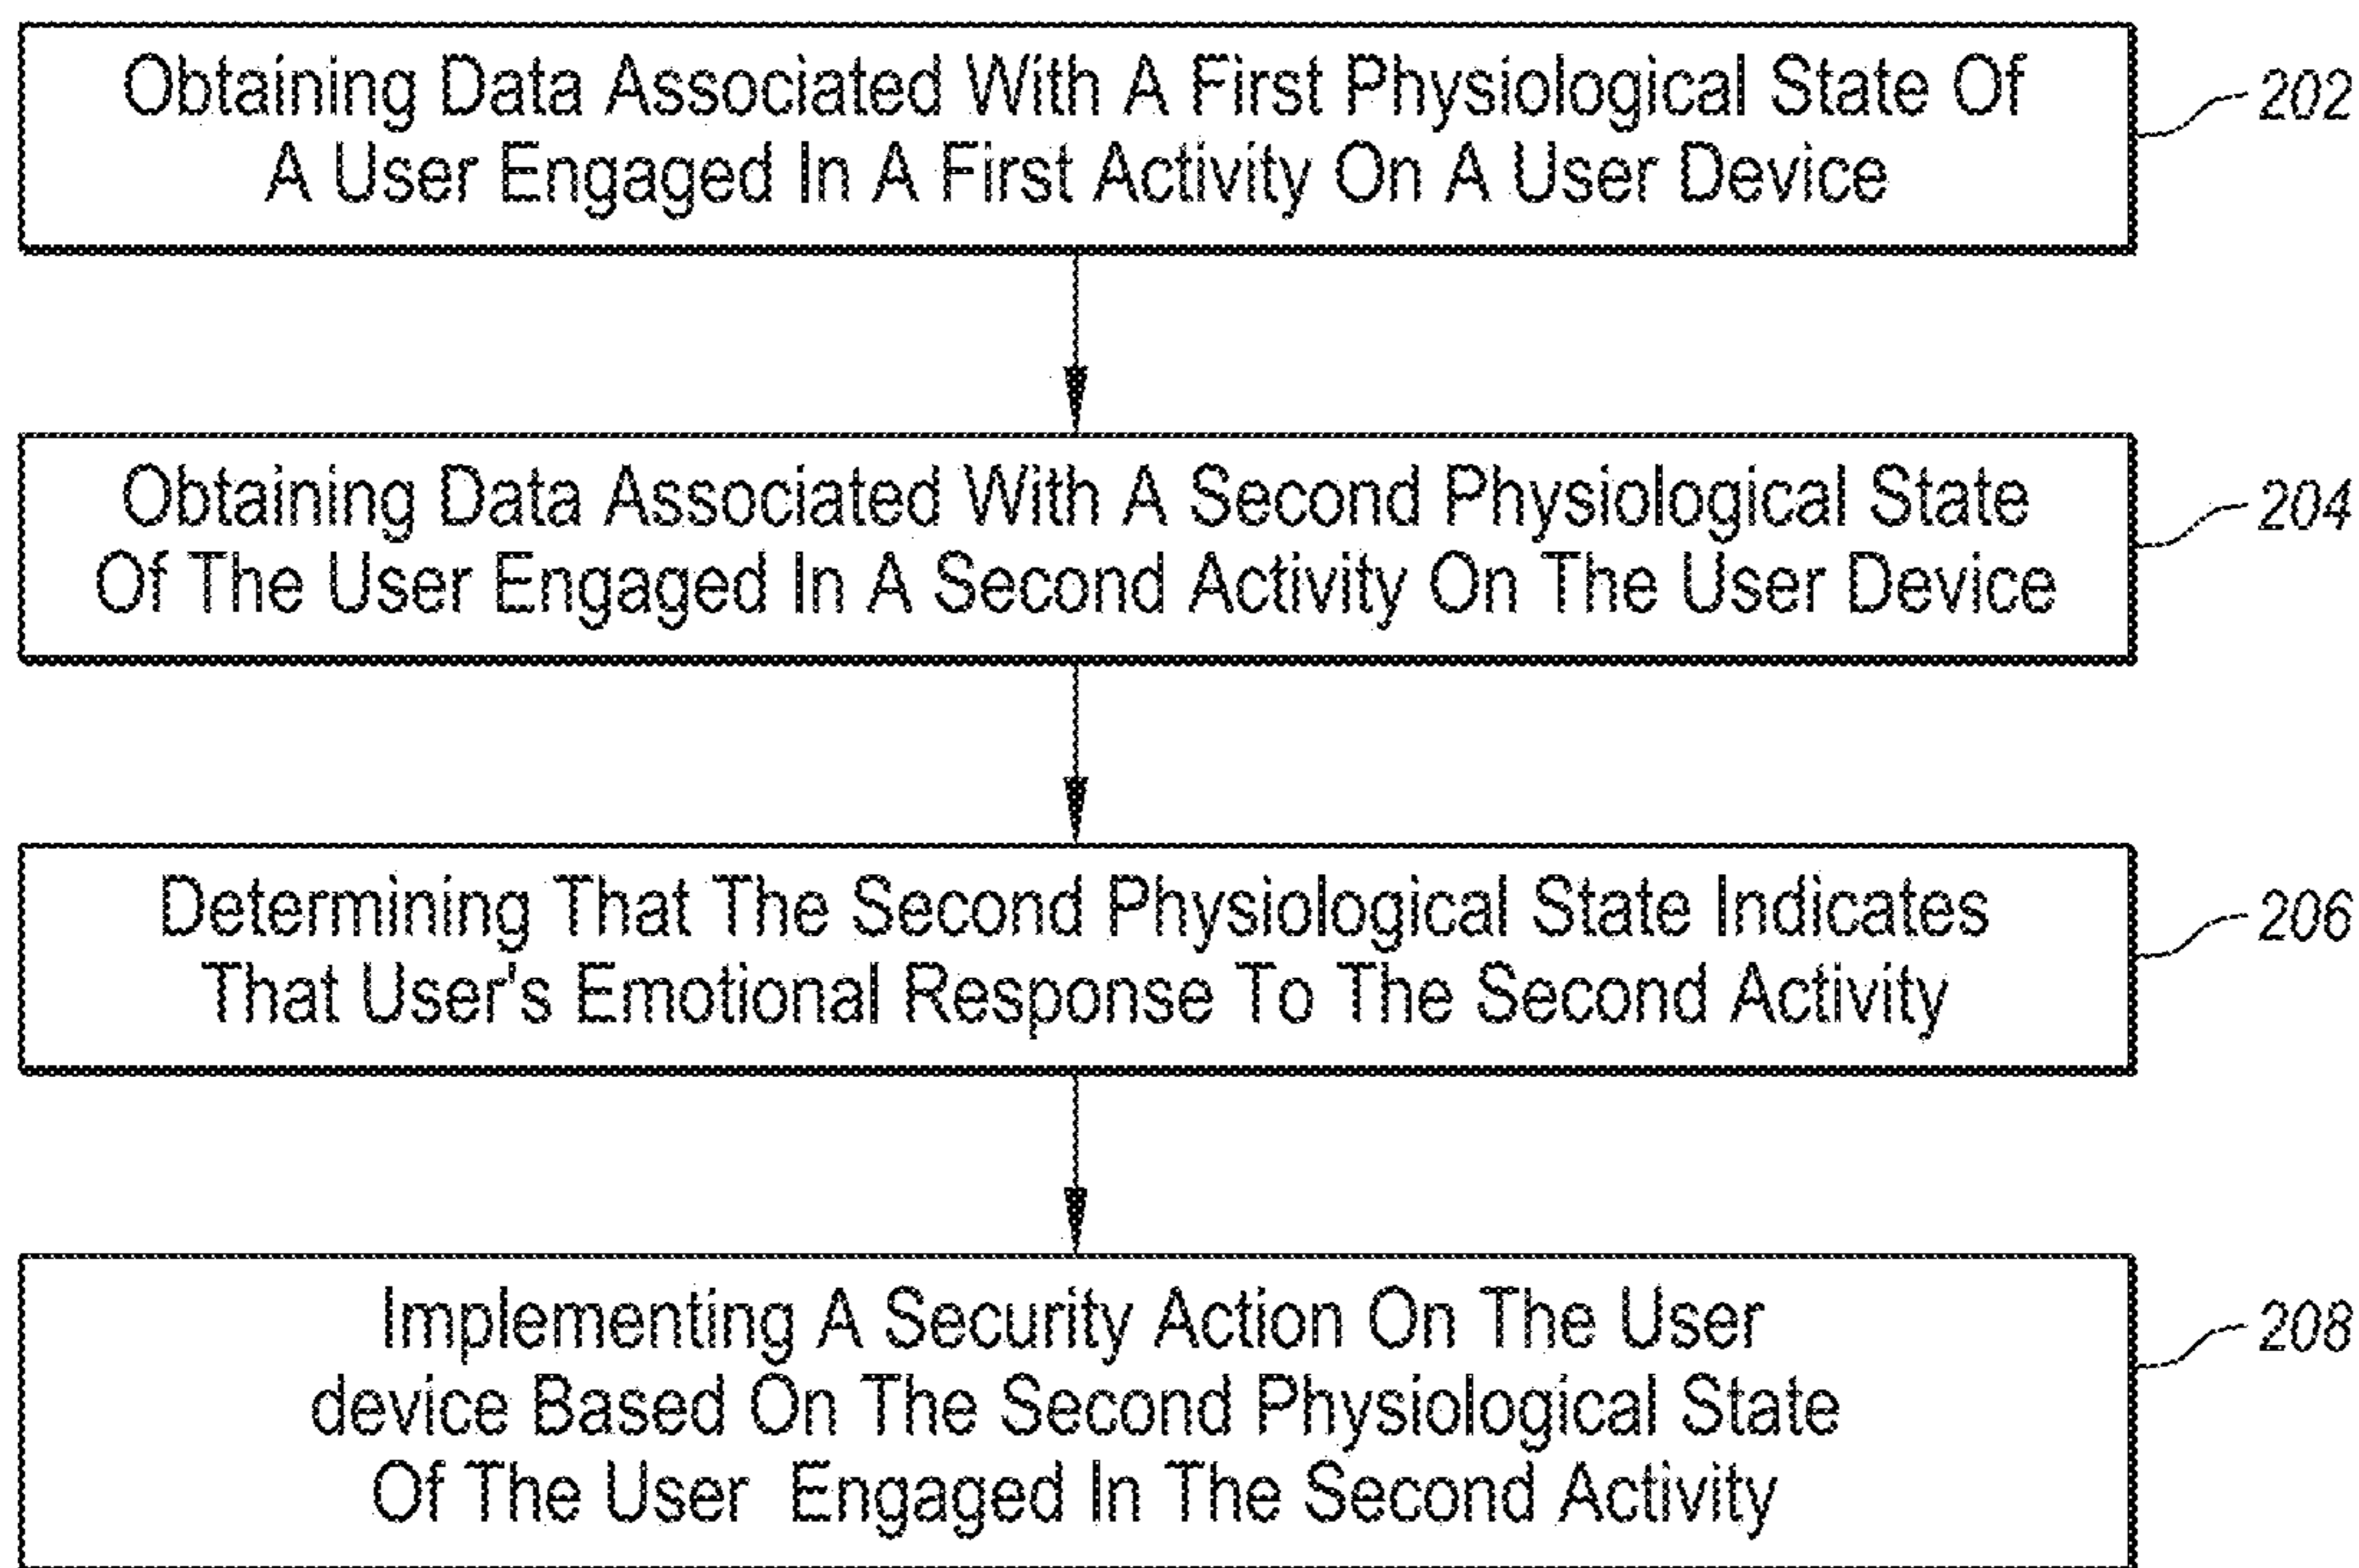 Obtaining Data Associated With A First Physiological State Of
A User Engaged In A First Activity On A User Device
202
Obtaining Data Associated With A Second Physiological State
Of The User Engaged In A Second Activity On The User Device
204
Determining That The Second Physiological State Indicates
That User's Emotional Response To The Second Activity
206
Implementing A Security Action On The User
device Based On The Second Physiological State
Of The User Engaged In The Second Activity
208